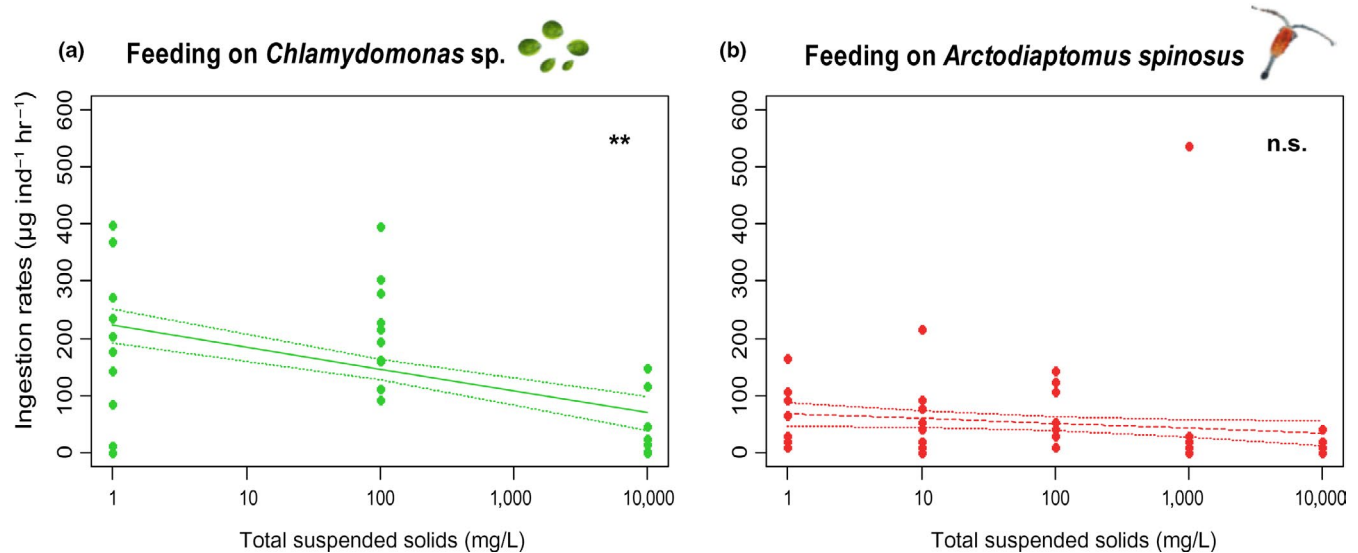 (a) Feeding on Chlamydomonas sp.
Ingestion rates (µg ind⁻¹ hr⁻¹)
600
500
400
300
200
100
0
**
1 10 100 1,000 10,000
Total suspended solids (mg/L)
(b) Feeding on Arctodiaptomus spinosus
600
500
400
300
200
100
0
n.s.
1 10 100 1,000 10,000
Total suspended solids (mg/L)